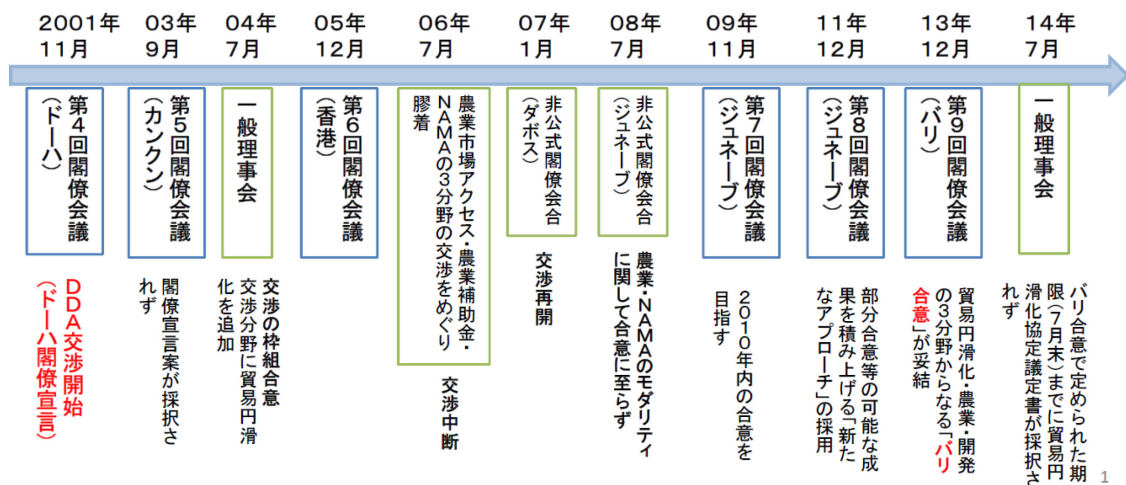 2001年
11月
03年
9月
04年
7月
05年
12月
06年
7月
07年
1月
08年
7月
09年
11月
11年
12月
13年
12月
14年
7月
第4回閣僚会議
（ドーハ）
第5回閣僚会議
（カンクン）
一般理事会
第6回閣僚会議
（香港）
農業市場アクセス・農業補助金・
NAMAの3分野の交渉をめぐり
膠着
非公式閣僚会合
（ダボス）
非公式閣僚会合
（ジュネーブ）
第7回閣僚会議
（ジュネーブ）
第8回閣僚会議
（ジュネーブ）
第9回閣僚会議
（バリ）
一般理事会
DDA交渉開始
（ドーハ閣僚宣言）
閣僚宣言案が採択さ
れず
交渉の枠組合意
交渉分野に貿易円滑
化を追加
交渉中断
交渉再開
農業・NAMAのモダリティ
に関して合意に至らず
2010年内の合意を
目指す
部分合意等の可能な成
果を積み上げる「新た
なアプローチ」の採用
貿易円滑化・農業・開発
の3分野からなる「バリ
合意」が妥結
バリ合意で定められた期
限（7月末）までに貿易円
滑化協定議定書が採択さ
れず
1